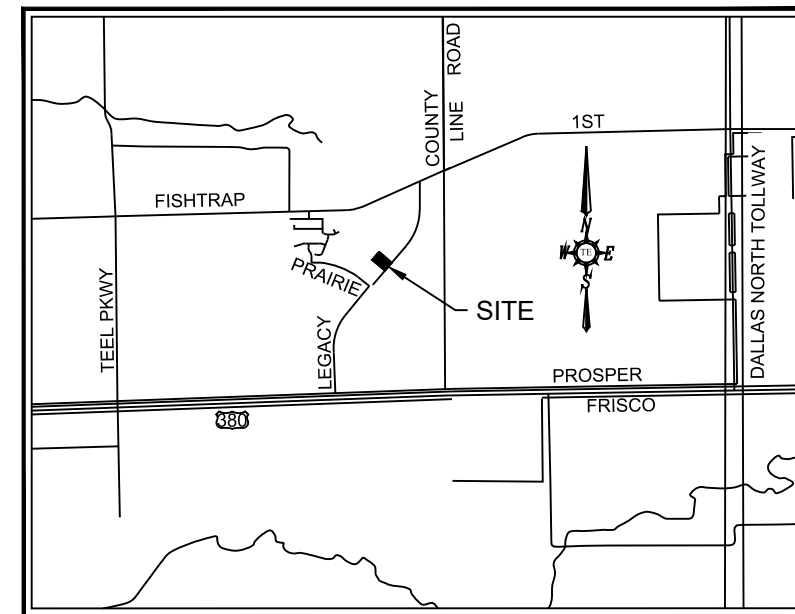 COUNTY
LINE ROAD
1ST
FISHTRAP
N
W TE E
S
PRAIRIE
SITE
TEEL PKWY
LEGACY
DALLAS NORTH TOLLWAY
PROSPER
FRISCO
380